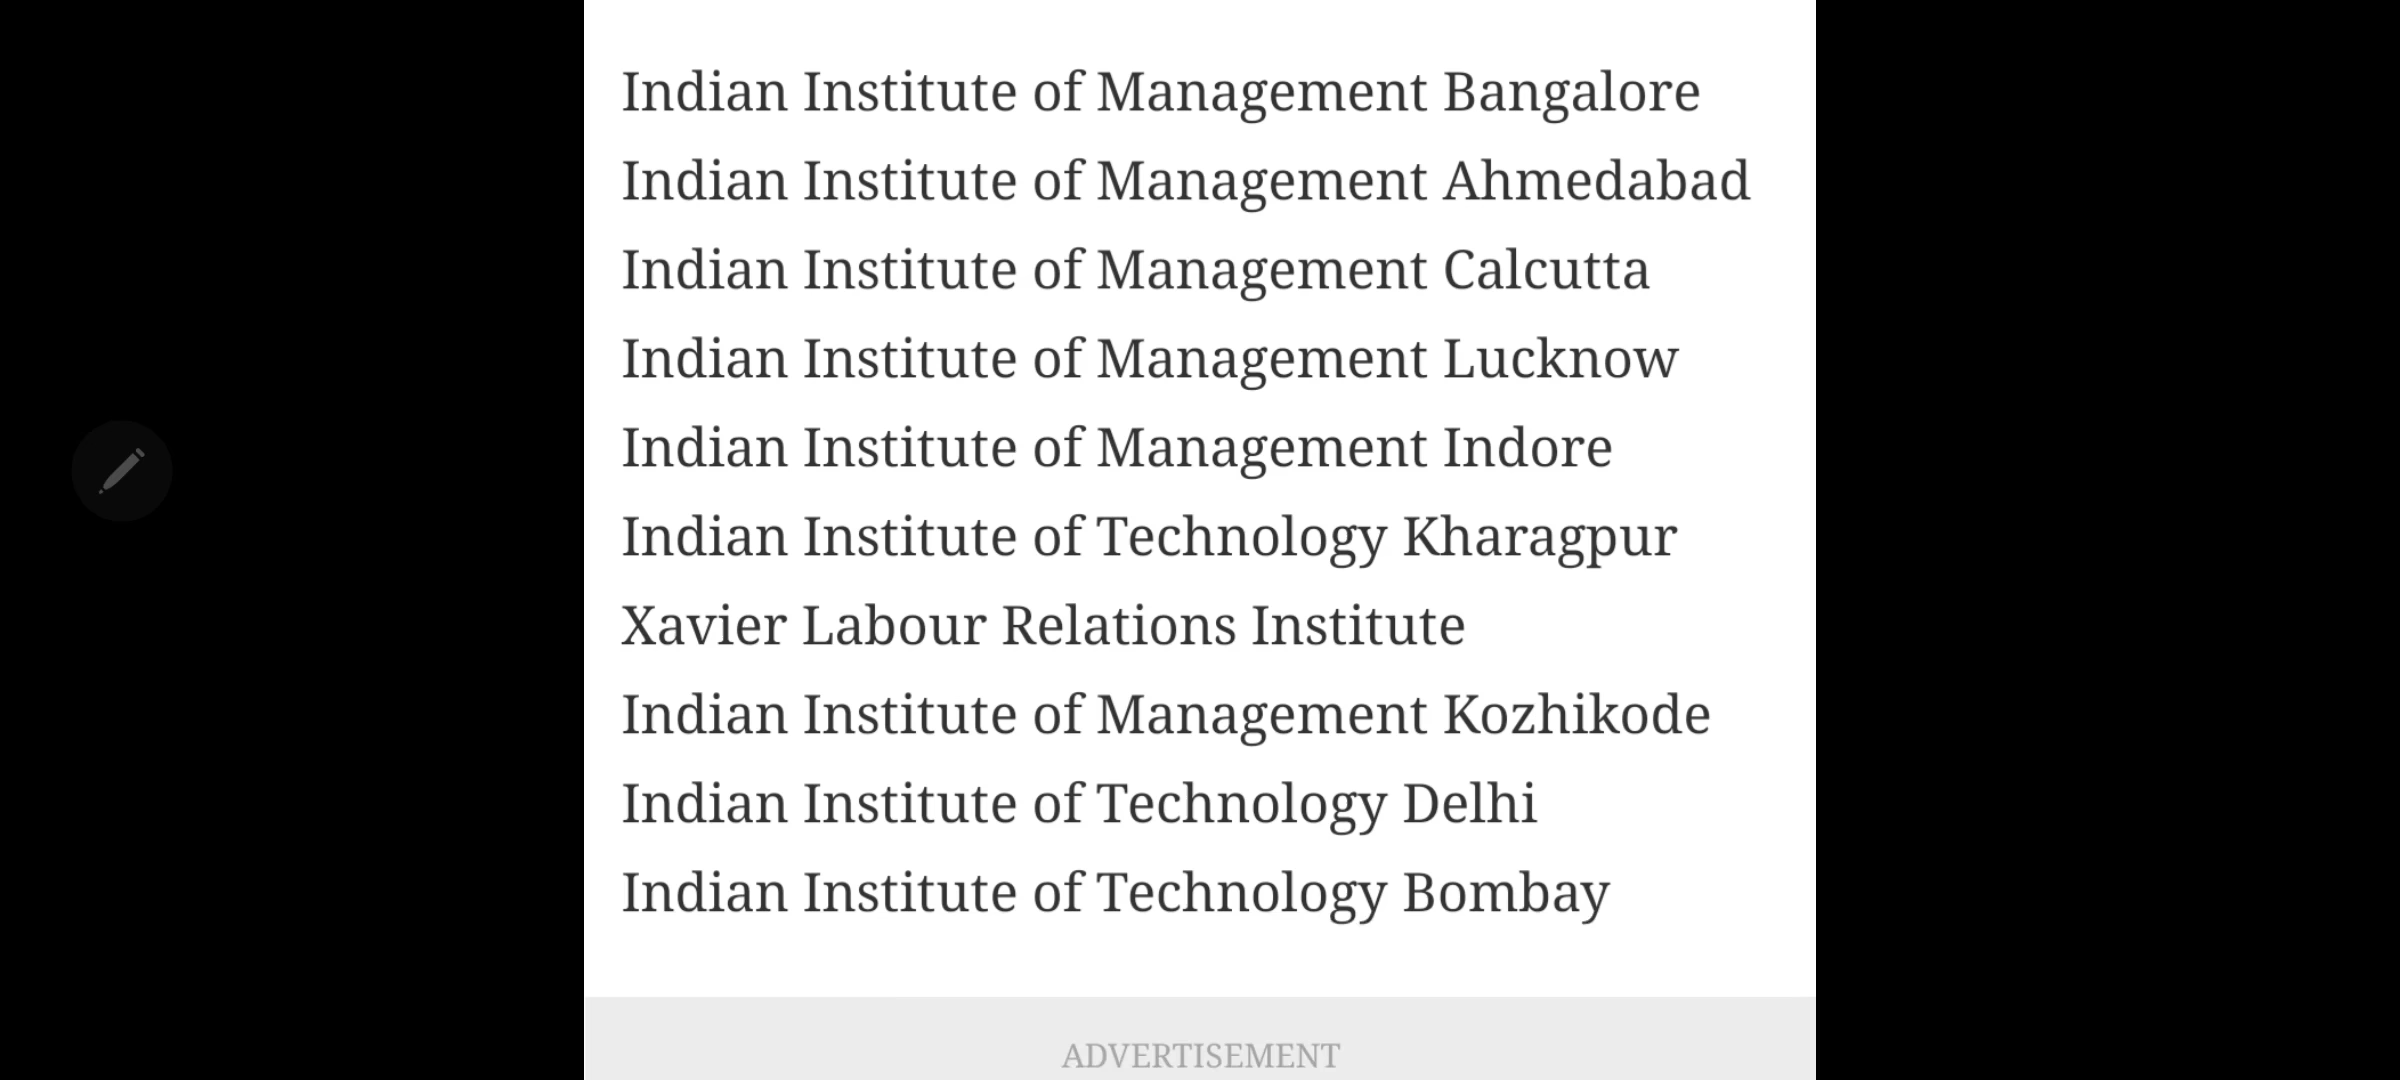 Indian Institute of Management Bangalore
Indian Institute of Management Ahmedabad
Indian Institute of Management Calcutta
Indian Institute of Management Lucknow
Indian Institute of Management Indore
Indian Institute of Technology Kharagpur
Xavier Labour Relations Institute
Indian Institute of Management Kozhikode
Indian Institute of Technology Delhi
Indian Institute of Technology Bombay
ADVERTISEMENT